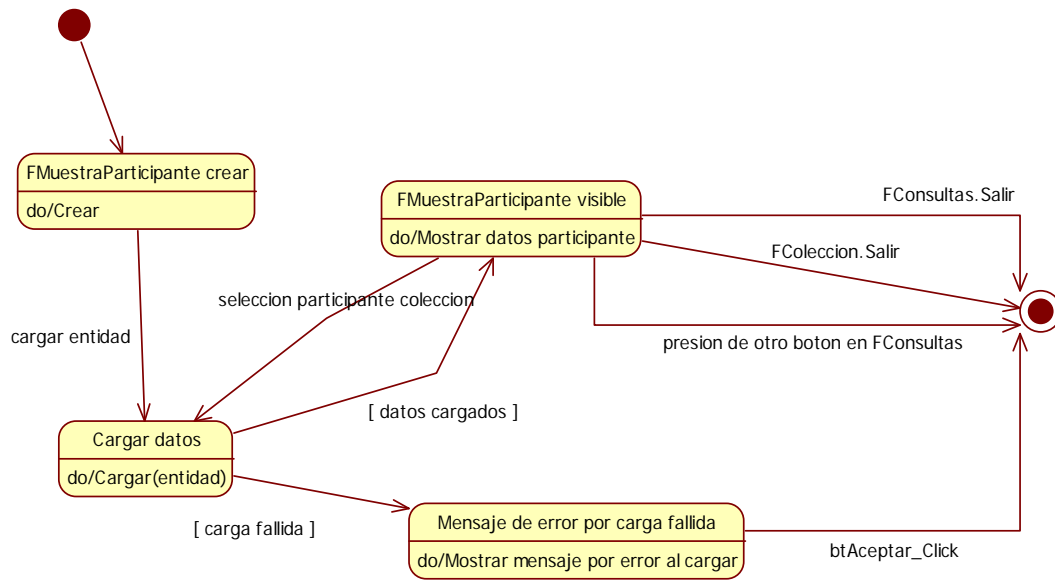 FMuestraParticipante crear
do/Crear
FMuestraParticipante visible
do/Mostrar datos participante
FConsultas.Salir
FColeccion.Salir
seleccion participante coleccion
cargar entidad
presion de otro boton en FConsultas
[ datos cargados ]
Cargar datos
do/Cargar(entidad)
[ carga fallida ]
Mensaje de error por carga fallida
do/Mostrar mensaje por error al cargar
btAceptar_Click